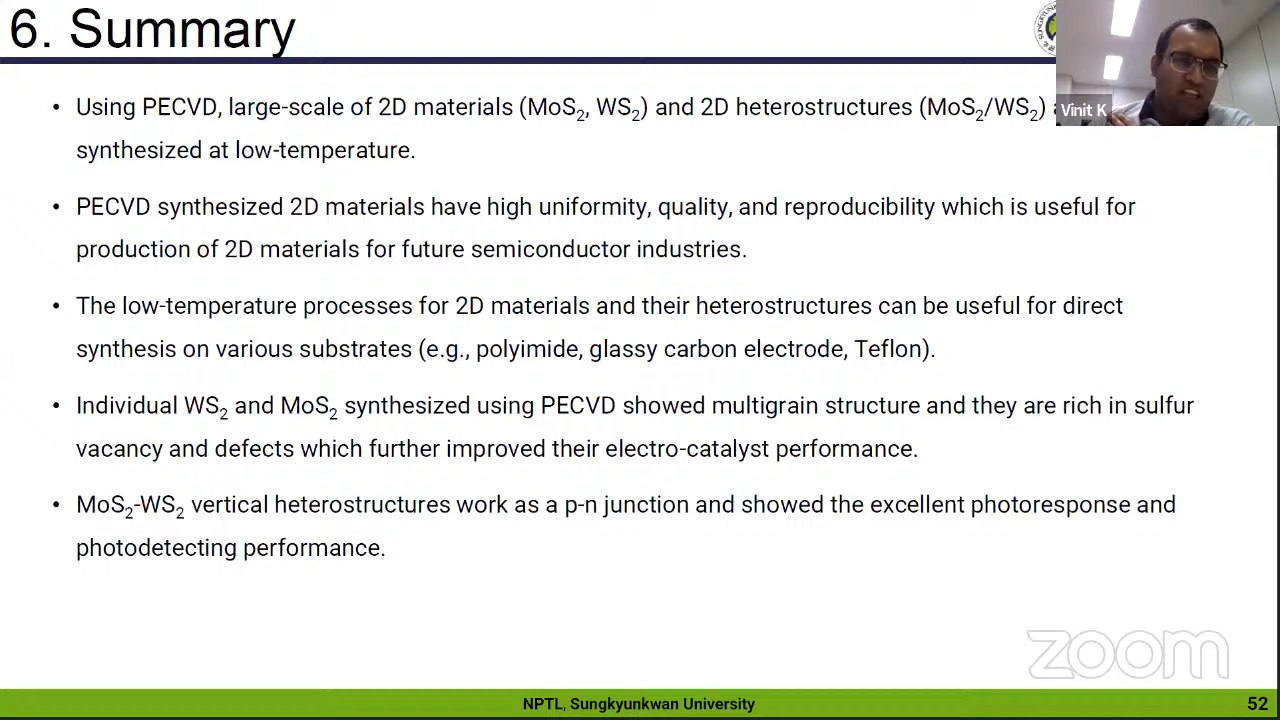 6. Summary
Vinit K
• Using PECVD, large-scale of 2D materials (MoS₂, WS₂) and 2D heterostructures (MoS₂/WS₂)
synthesized at low-temperature.
• PECVD synthesized 2D materials have high uniformity, quality, and reproducibility which is useful for
production of 2D materials for future semiconductor industries.
• The low-temperature processes for 2D materials and their heterostructures can be useful for direct
synthesis on various substrates (e.g., polyimide, glassy carbon electrode, Teflon).
• Individual WS₂ and MoS₂ synthesized using PECVD showed multigrain structure and they are rich in sulfur
vacancy and defects which further improved their electro-catalyst performance.
• MoS₂-WS₂ vertical heterostructures work as a p-n junction and showed the excellent photoresponse and
photodetecting performance.
zoom
NPTL, Sungkyunkwan University
52